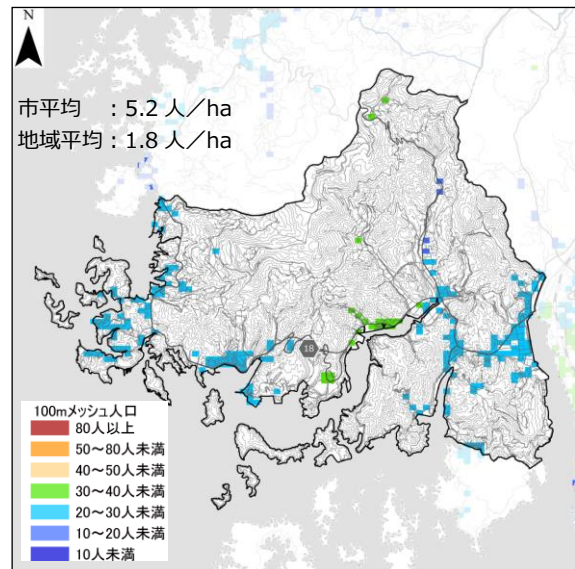 N
市平均 ：5.2 人／ha
地域平均：1.8 人／ha
18
100mメッシュ人口
80人以上
50～80人未満
40～50人未満
30～40人未満
20～30人未満
10～20人未満
10人未満